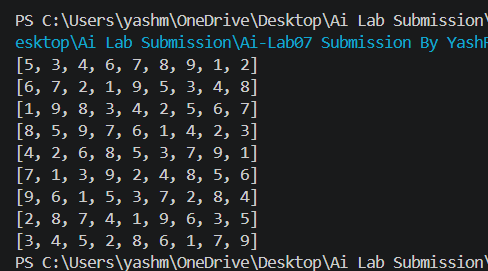 PS C:\Users\yashm\OneDrive\Desktop\Ai Lab Submission\
esktop\Ai Lab Submission\Ai-Lab07 Submission By Yash
[5, 3, 4, 6, 7, 8, 9, 1, 2]
[6, 7, 2, 1, 9, 5, 3, 4, 8]
[1, 9, 8, 3, 4, 2, 5, 6, 7]
[8, 5, 9, 7, 6, 1, 4, 2, 3]
[4, 2, 6, 8, 5, 3, 7, 9, 1]
[7, 1, 3, 9, 2, 4, 8, 5, 6]
[9, 6, 1, 5, 3, 7, 2, 8, 4]
[2, 8, 7, 4, 1, 9, 6, 3, 5]
[3, 4, 5, 2, 8, 6, 1, 7, 9]
PS C:\Users\yashm\OneDrive\Desktop\Ai Lab Submission\